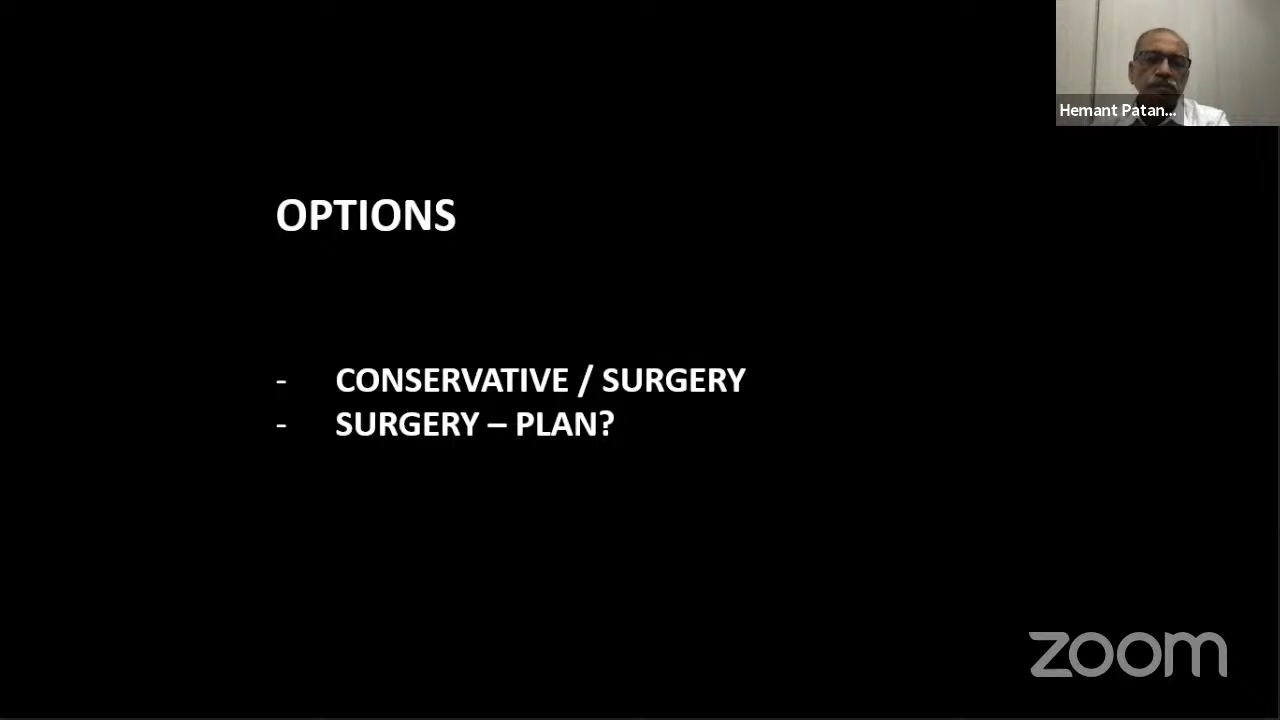 Hemant Patan...
OPTIONS
- CONSERVATIVE / SURGERY
- SURGERY – PLAN?
zoom